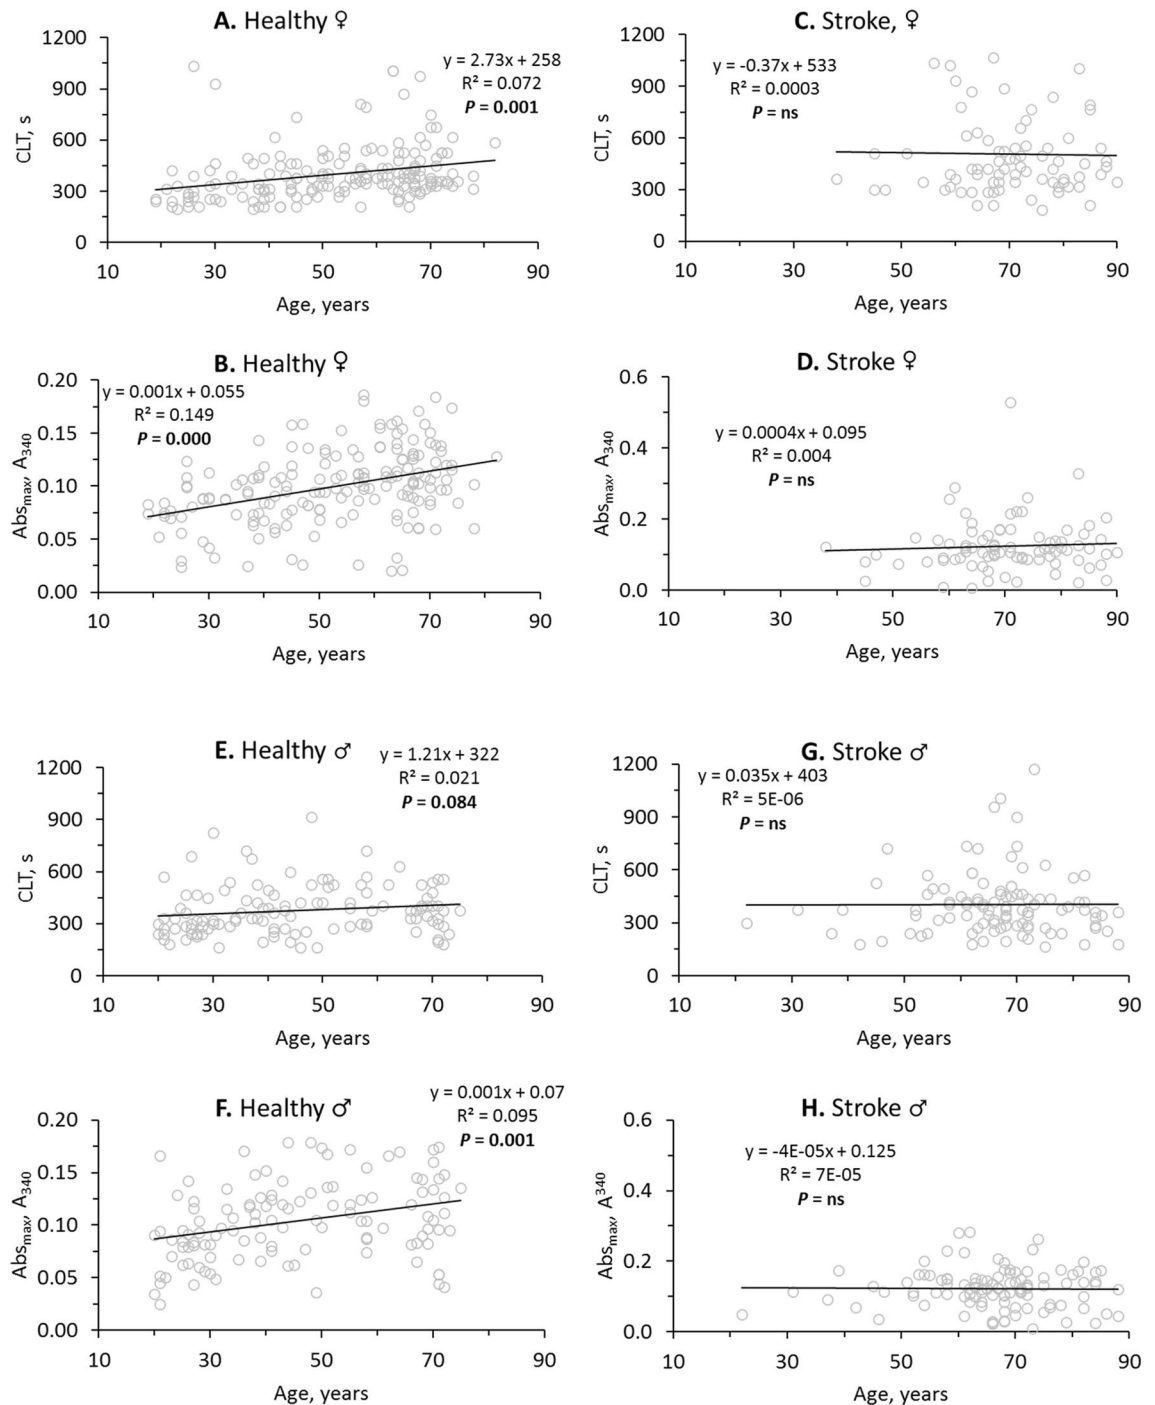 A. Healthy ♀
y = 2.73x + 258
R² = 0.072
P = 0.001
CLT, s
1200
900
600
300
0
10 30 50 70 90
Age, years
C. Stroke, ♀
y = -0.37x + 533
R² = 0.0003
P = ns
CLT, s
1200
900
600
300
0
10 30 50 70 90
Age, years
B. Healthy ♀
y = 0.001x + 0.055
R² = 0.149
P = 0.000
Absmax, A340
0.20
0.15
0.10
0.05
0.00
10 30 50 70 90
Age, years
D. Stroke ♀
y = 0.0004x + 0.095
R² = 0.004
P = ns
Absmax, A340
0.6
0.4
0.2
0.0
10 30 50 70 90
Age, years
E. Healthy ♂
y = 1.21x + 322
R² = 0.021
P = 0.084
CLT, s
1200
900
600
300
0
10 30 50 70 90
Age, years
G. Stroke ♂
y = 0.035x + 403
R² = 5E-06
P = ns
CLT, s
1200
900
600
300
0
10 30 50 70 90
Age, years
F. Healthy ♂
y = 0.001x + 0.07
R² = 0.095
P = 0.001
Absmax, A340
0.20
0.15
0.10
0.05
0.00
10 30 50 70 90
Age, years
H. Stroke ♂
y = -4E-05x + 0.125
R² = 7E-05
P = ns
Absmax, A³⁴⁰
0.6
0.4
0.2
0.0
10 30 50 70 90
Age, years